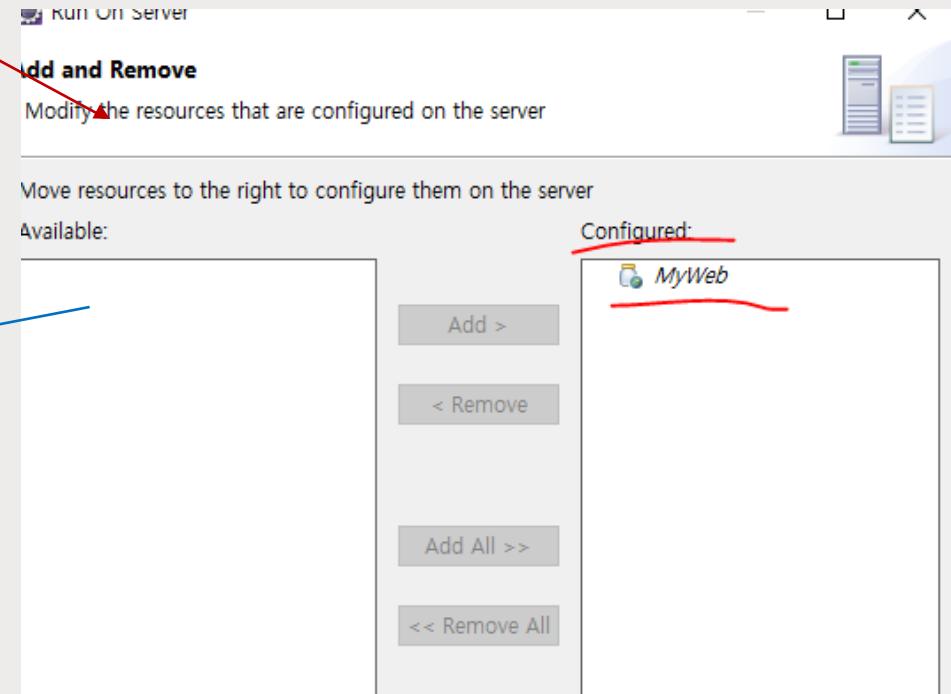 Run On Server
Add and Remove
Modify the resources that are configured on the server
Move resources to the right to configure them on the server
Available:
Configured:
MyWeb
Add >
< Remove
Add All >>
<< Remove All